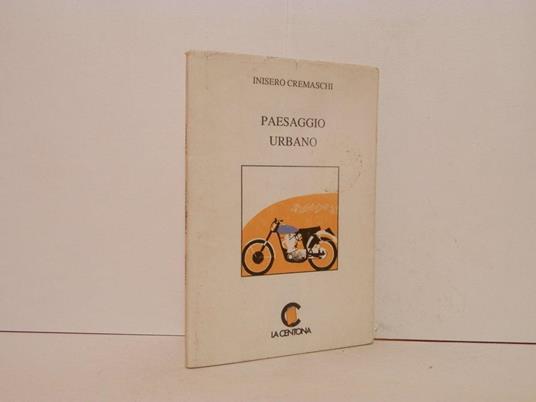 INISERO CREMASCHI
PAESAGGIO
URBANO
LA CENTONA